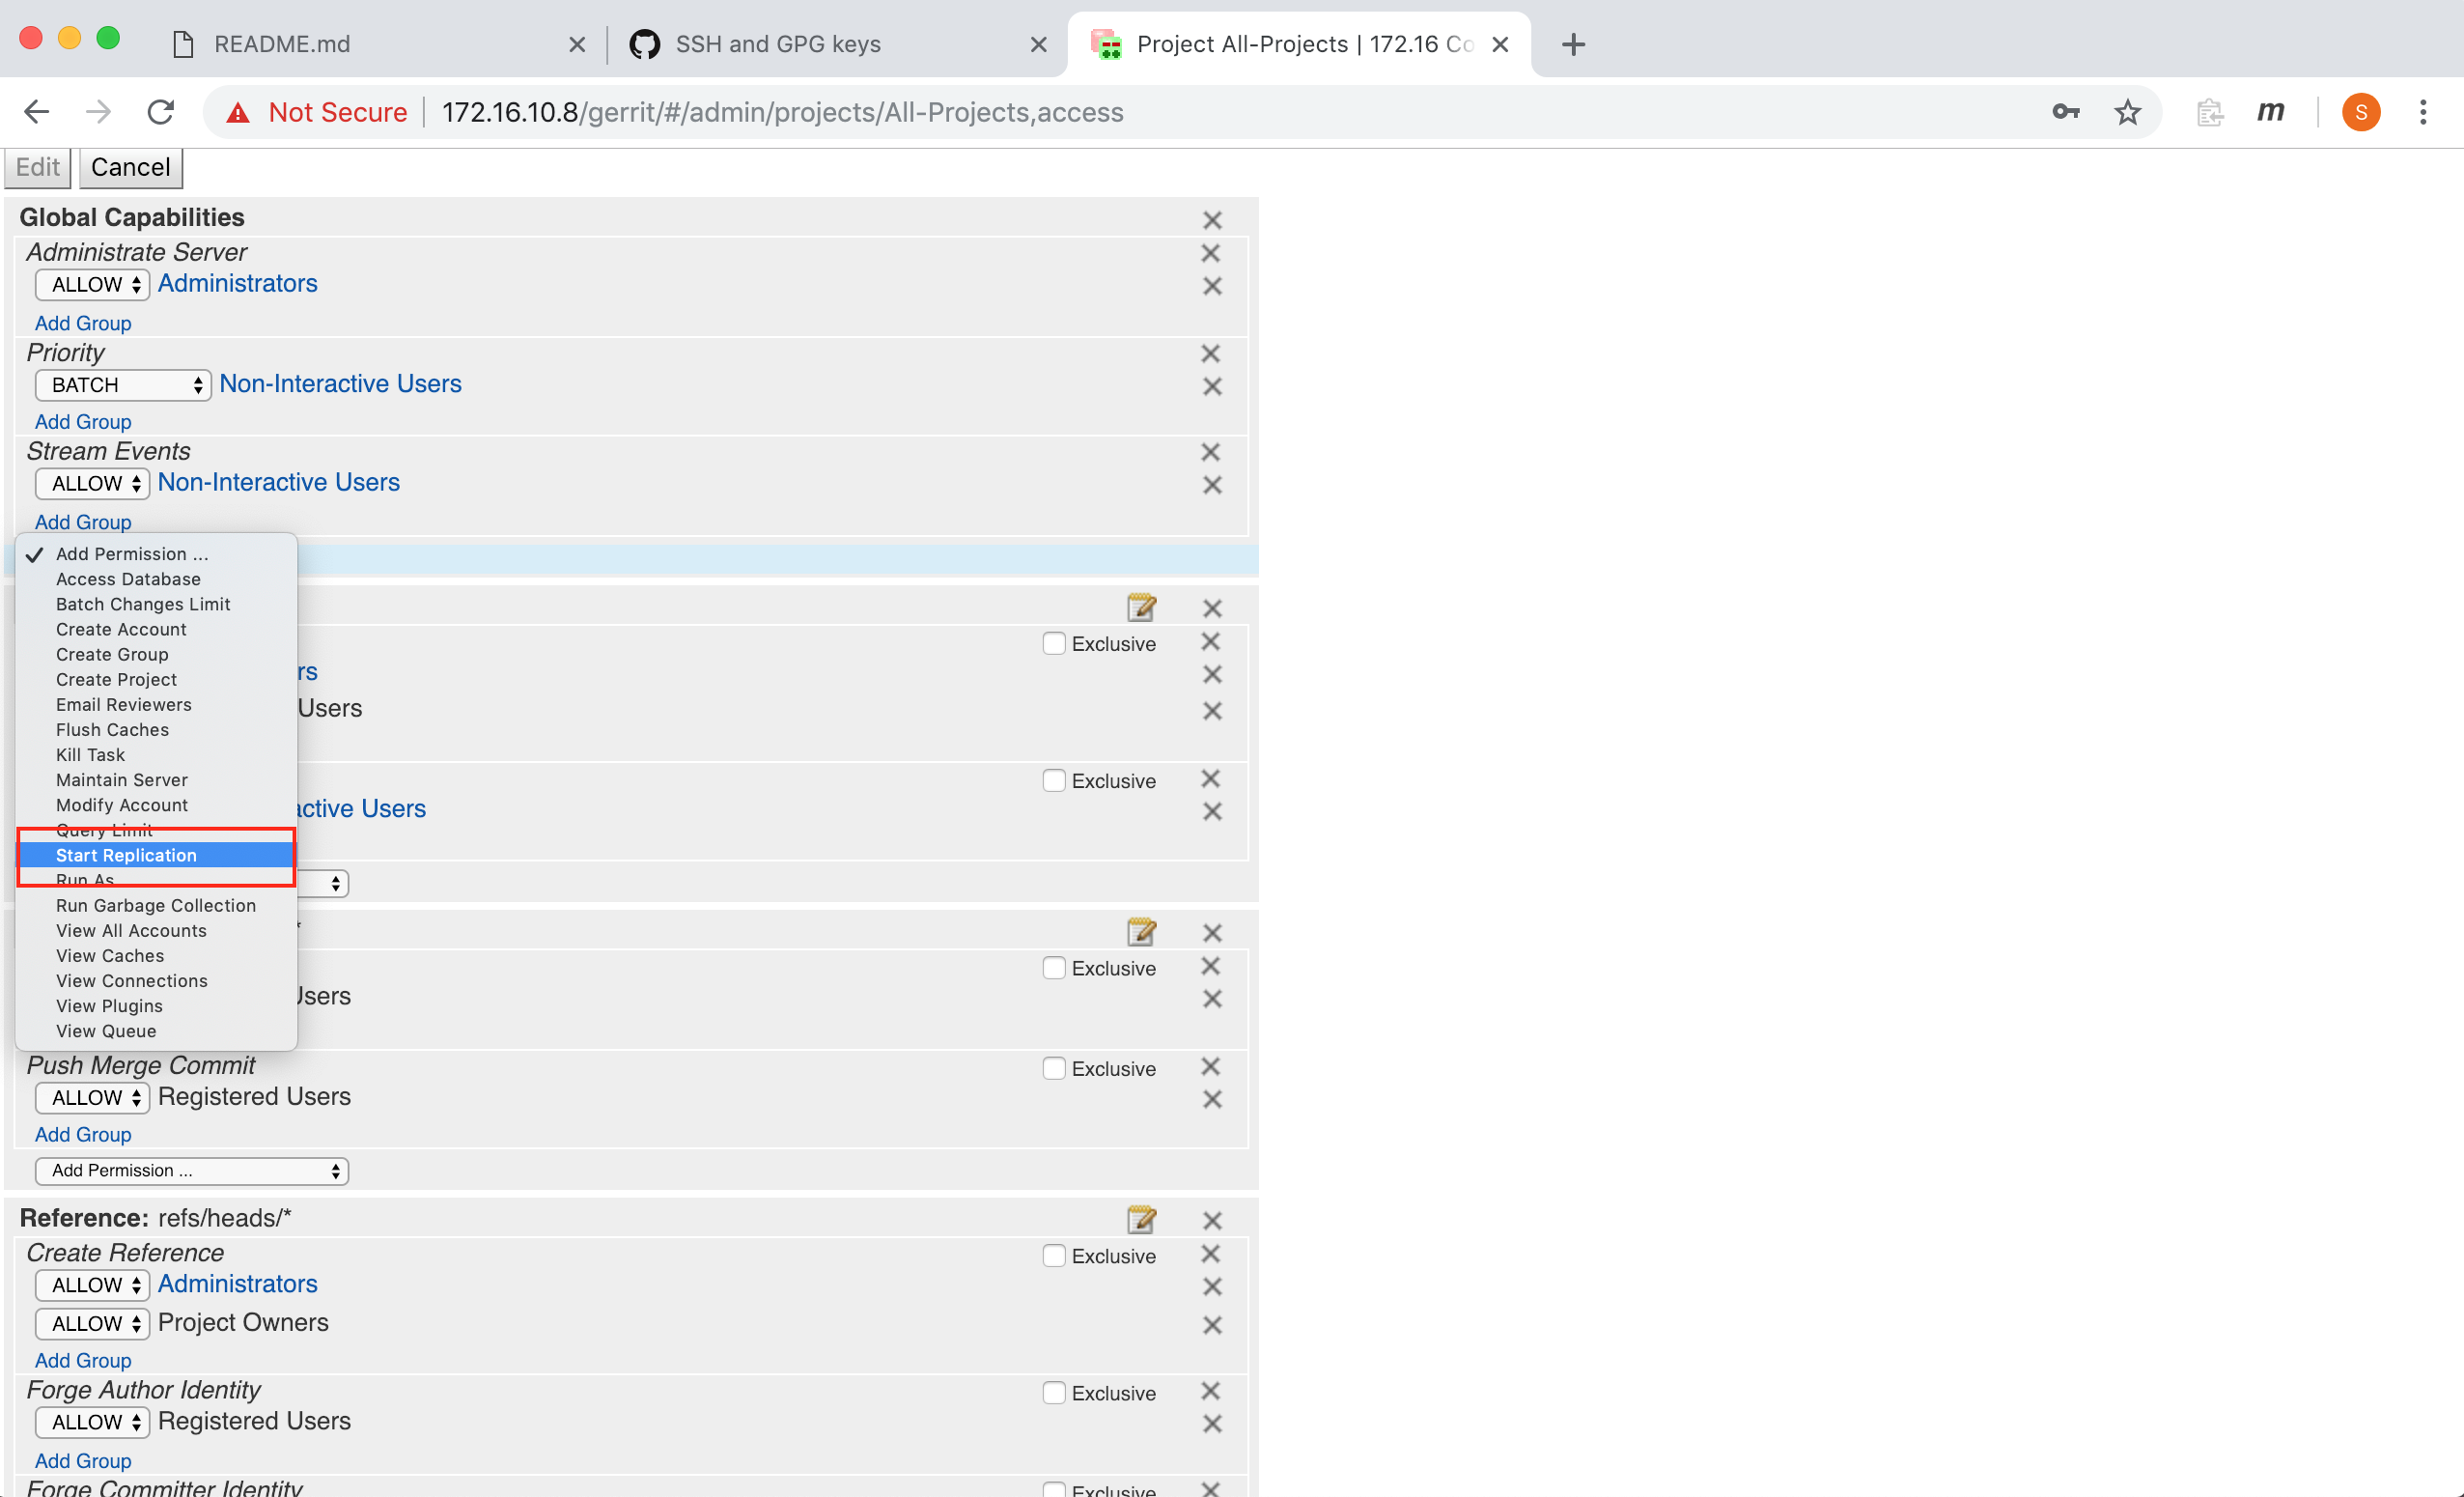 README.md
SSH and GPG keys
Project All-Projects | 172.16 Co
Not Secure
172.16.10.8/gerrit/#/admin/projects/All-Projects,access
m
S
Edit
Cancel
Global Capabilities
Administrate Server
ALLOW Administrators
Add Group
Priority
BATCH Non-Interactive Users
Add Group
Stream Events
ALLOW Non-Interactive Users
Add Group
Add Permission ...
Access Database
Batch Changes Limit
Create Account
Create Group
Exclusive
Create Project
rs
Email Reviewers
Users
Flush Caches
Kill Task
Maintain Server
Exclusive
Modify Account
active Users
Query Limit
Start Replication
Run As
Run Garbage Collection
View All Accounts
*
View Caches
Exclusive
View Connections
Users
View Plugins
View Queue
Push Merge Commit
Exclusive
ALLOW Registered Users
Add Group
Add Permission ...
Reference: refs/heads/*
Create Reference
Exclusive
ALLOW Administrators
ALLOW Project Owners
Add Group
Forge Author Identity
Exclusive
ALLOW Registered Users
Add Group
Forge Committer Identity
Exclusive